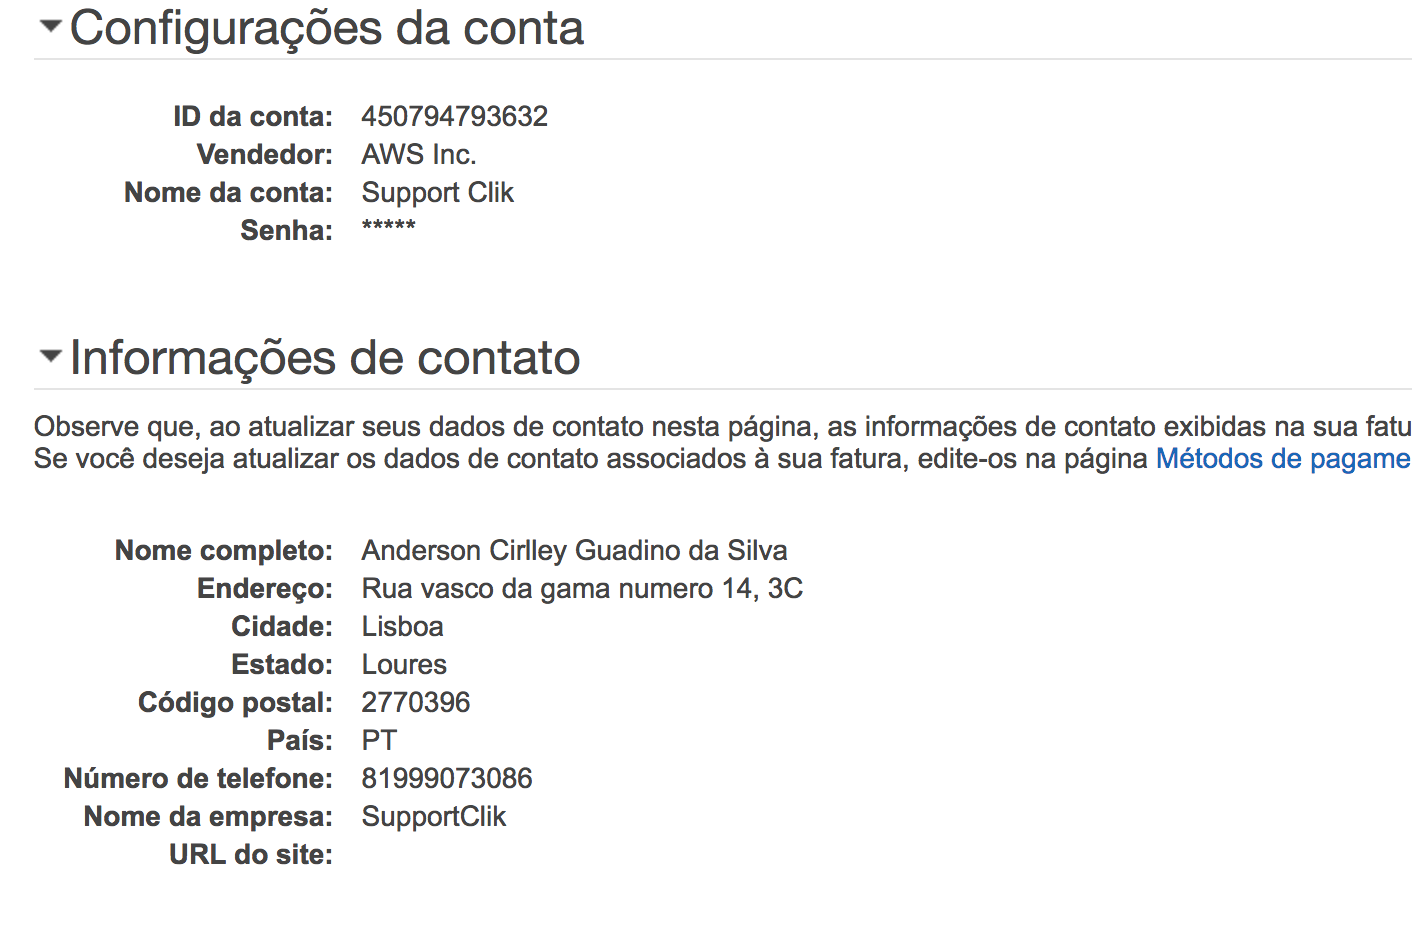 Configurações da conta
ID da conta: 450794793632
Vendedor: AWS Inc.
Nome da conta: Support Clik
Senha: *****
Informações de contato
Observe que, ao atualizar seus dados de contato nesta página, as informações de contato exibidas na sua fatu
Se você deseja atualizar os dados de contato associados à sua fatura, edite-os na página Métodos de pagame
Nome completo: Anderson Cirlley Guadino da Silva
Endereço: Rua vasco da gama numero 14, 3C
Cidade: Lisboa
Estado: Loures
Código postal: 2770396
País: PT
Número de telefone: 81999073086
Nome da empresa: SupportClik
URL do site: